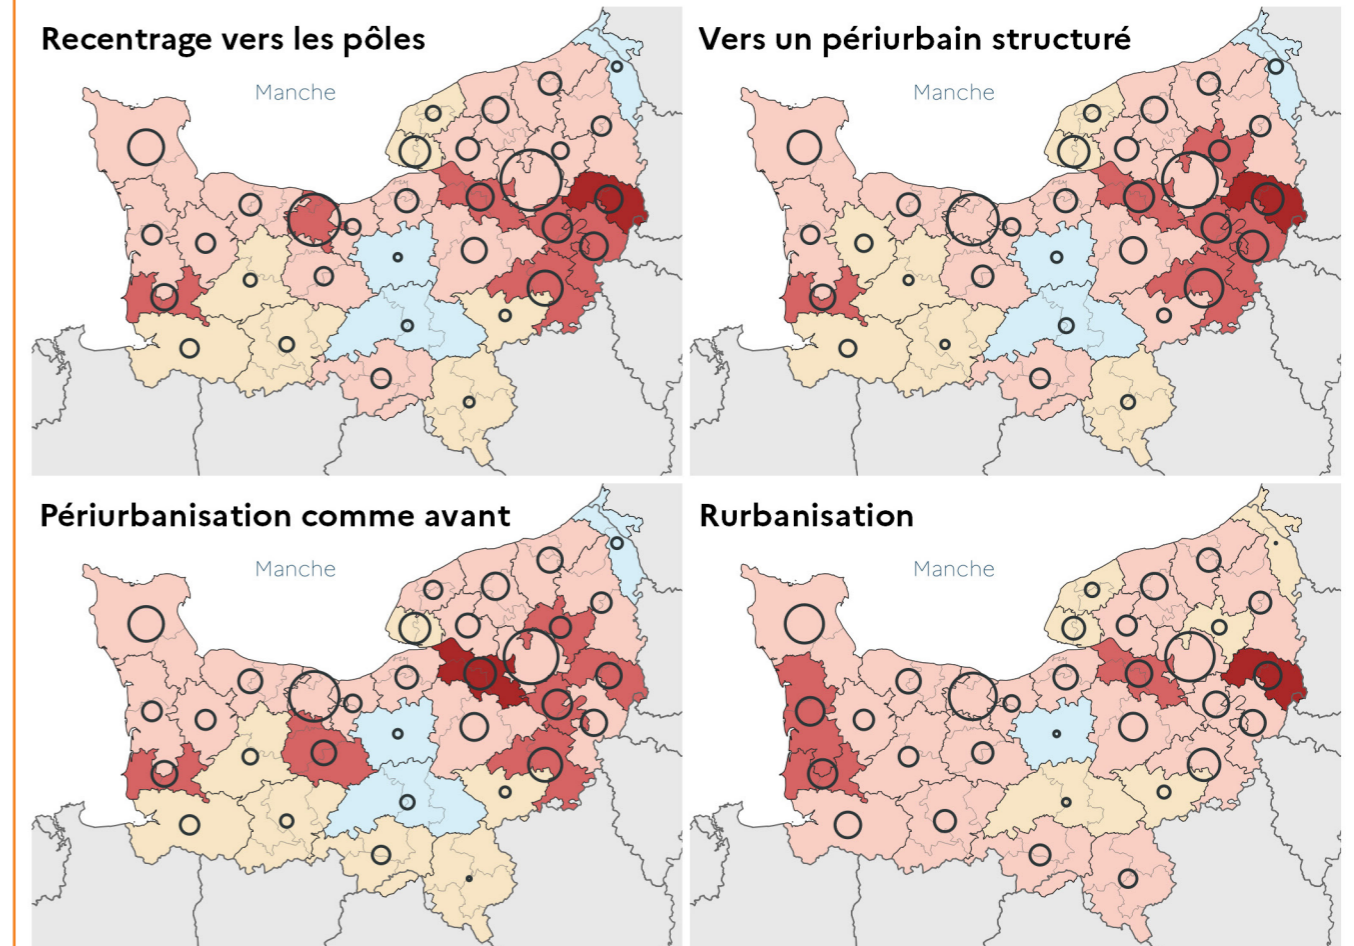 Recentrage vers les pôles
Manche
Vers un périurbain structuré
Manche
Périurbanisation comme avant
Manche
Rurbanisation
Manche